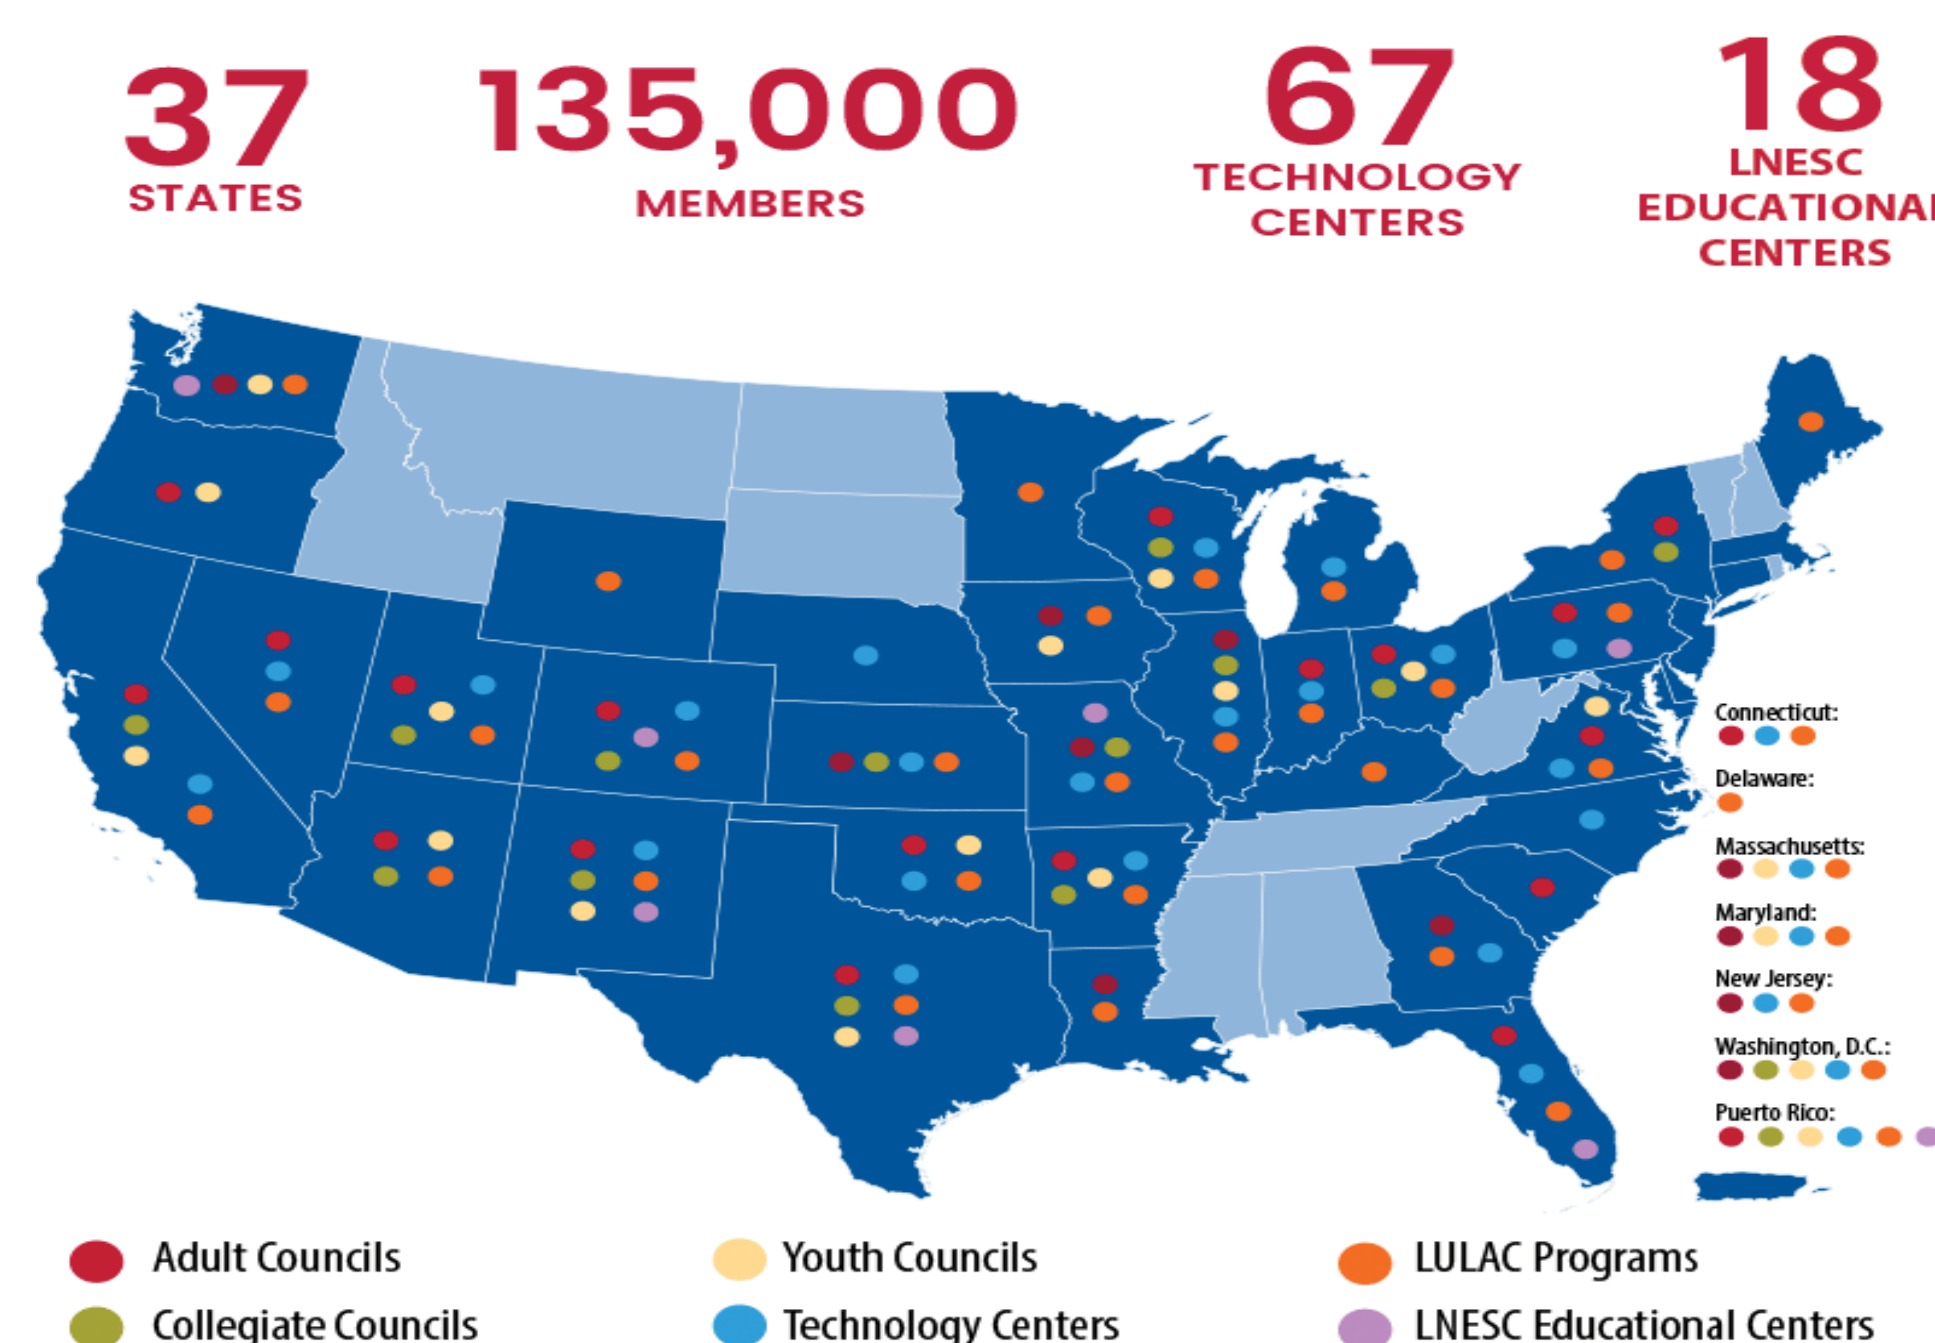 37
STATES
135,000
MEMBERS
67
TECHNOLOGY
CENTERS
18
LNESC
EDUCATIONAL
CENTERS
Connecticut:
Delaware:
Massachusetts:
Maryland:
New Jersey:
Washington, D.C.:
Puerto Rico:
Adult Councils
Youth Councils
LULAC Programs
Collegiate Councils
Technology Centers
LNESC Educational Centers